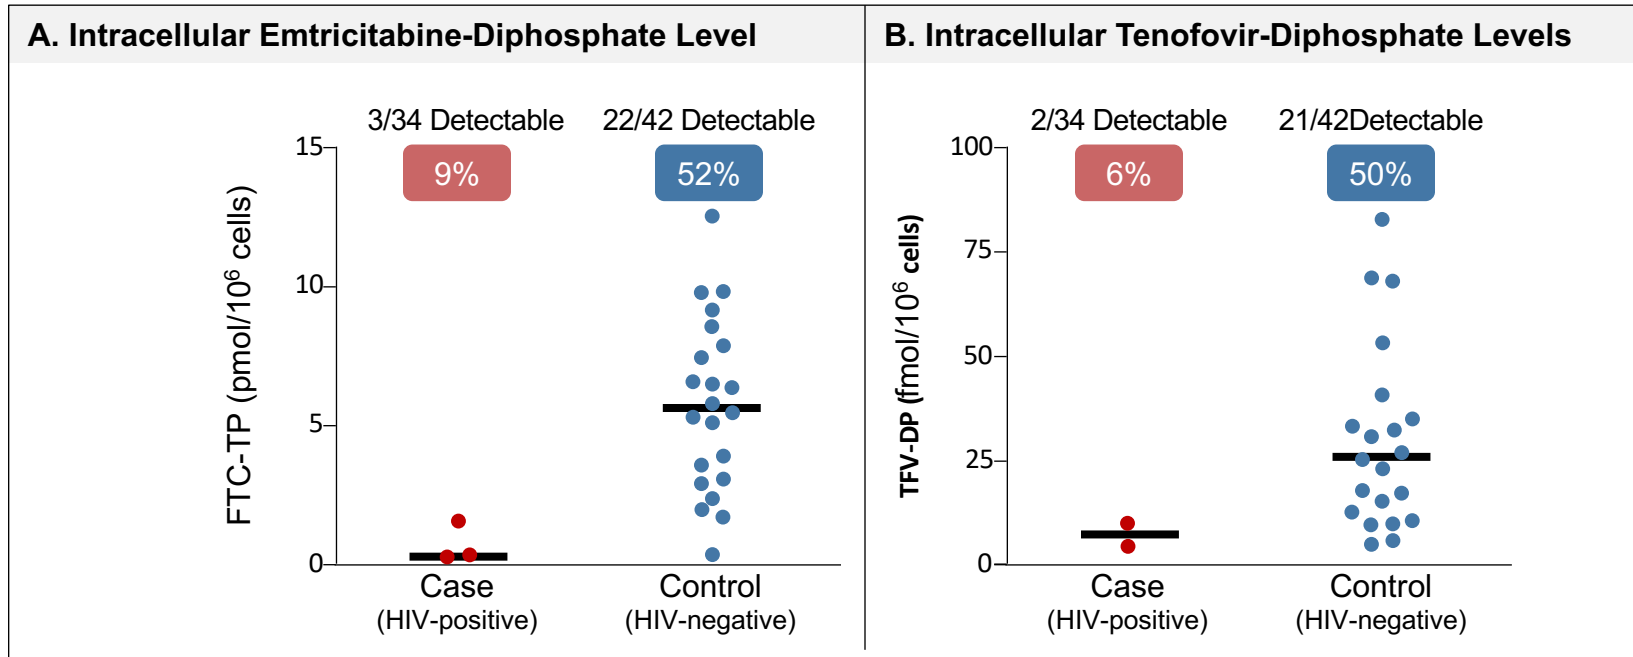 A. Intracellular Emtricitabine-Diphosphate Level
3/34 Detectable
22/42 Detectable
9%
52%
FTC-TP (pmol/10⁶ cells)
15
10
5
0
Case
(HIV-positive)
Control
(HIV-negative)
B. Intracellular Tenofovir-Diphosphate Levels
2/34 Detectable
21/42Detectable
6%
50%
TFV-DP (fmol/10⁶ cells)
100
75
50
25
0
Case
(HIV-positive)
Control
(HIV-negative)